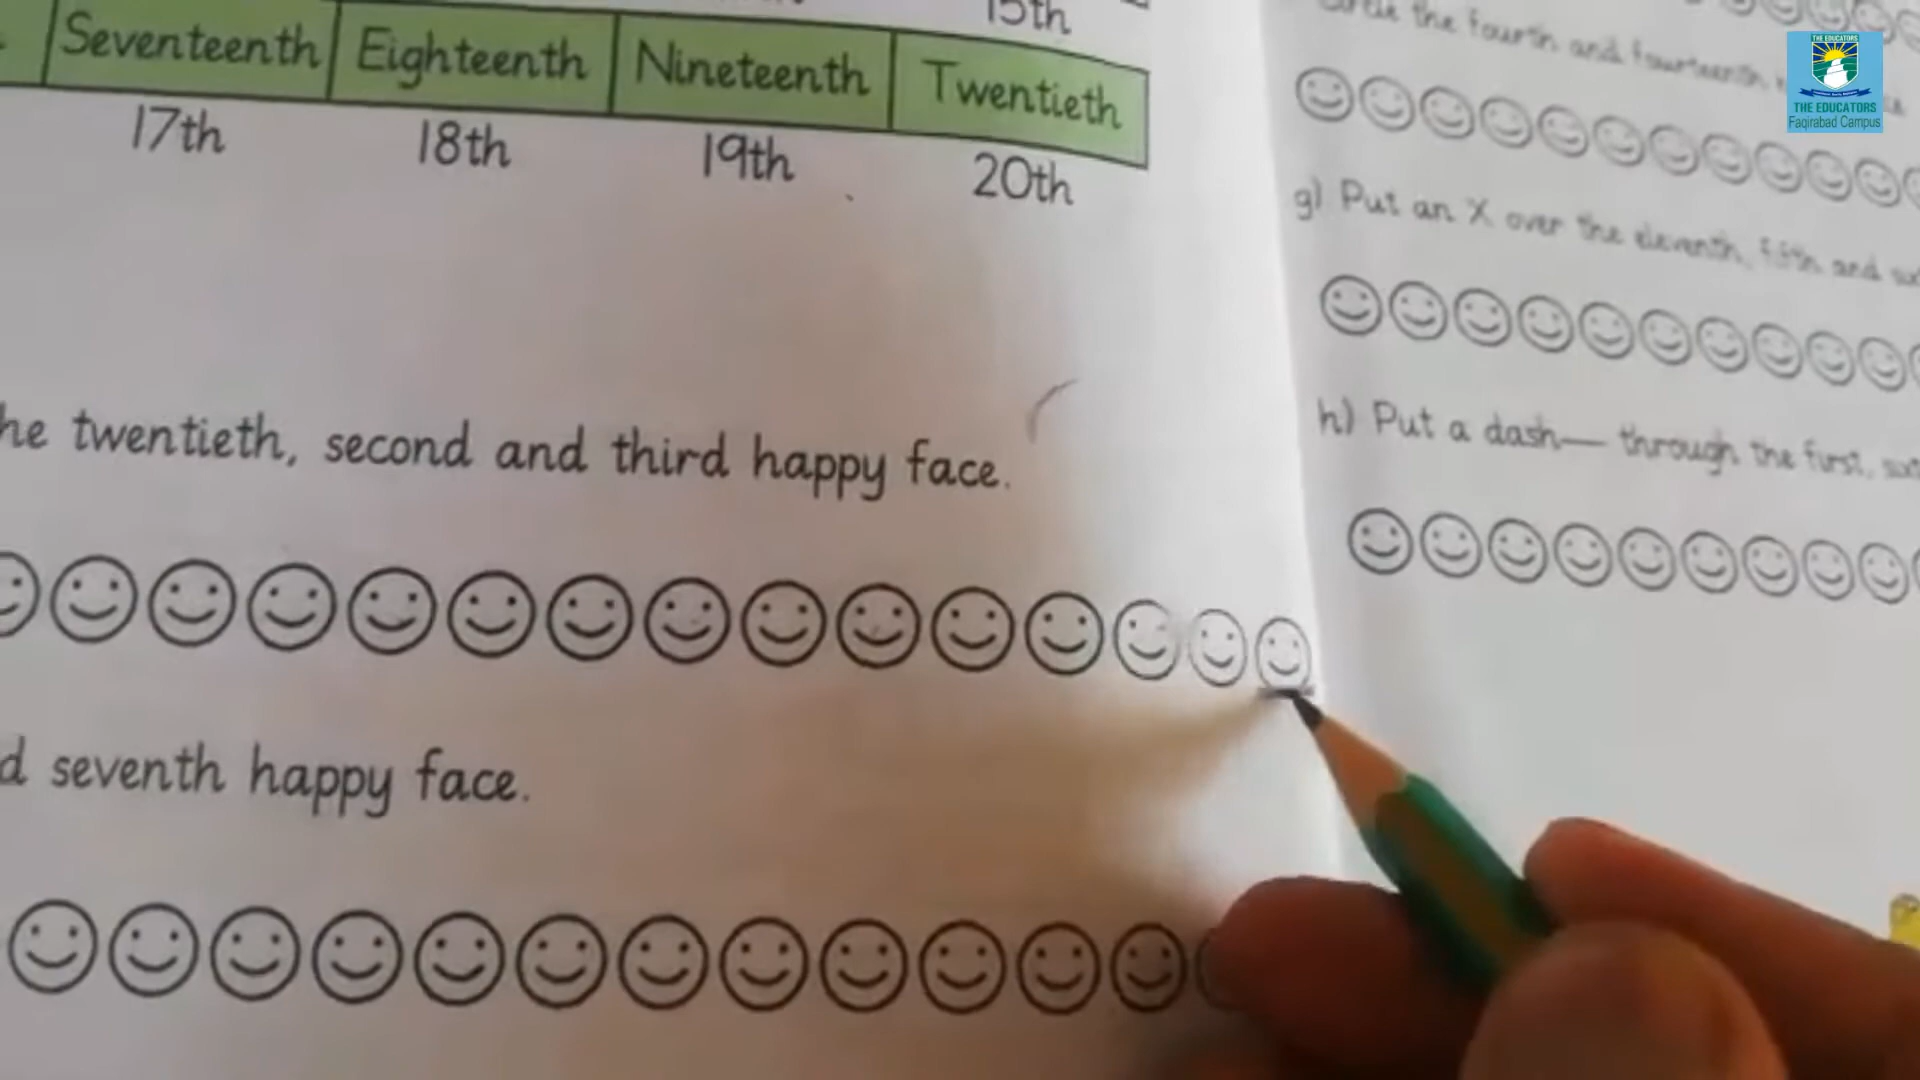 15th
Seventeenth Eighteenth Nineteenth Twentieth
17th 18th 19th 20th
he twentieth, second and third happy face.
d seventh happy face.
the fourth and fourteenth
g) Put an X over the eleventh, fifth and
h) Put a dash— through the first,
THE EDUCATORS
THE EDUCATORS
Faqirabad Campus